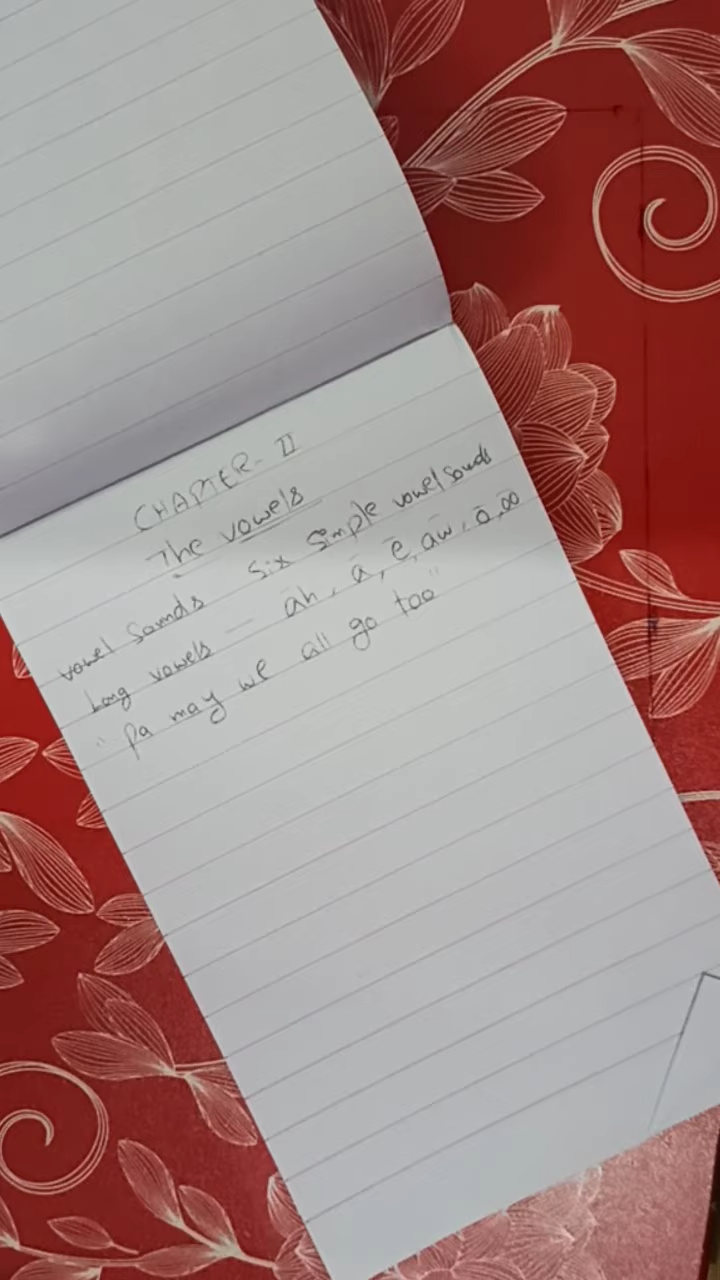 CHAPTER - II
The vowels
vowel sounds six simple vowel sounds
Long vowels — āh, ā, ē, aw, ō, o͞o
"Pa may we all go too"